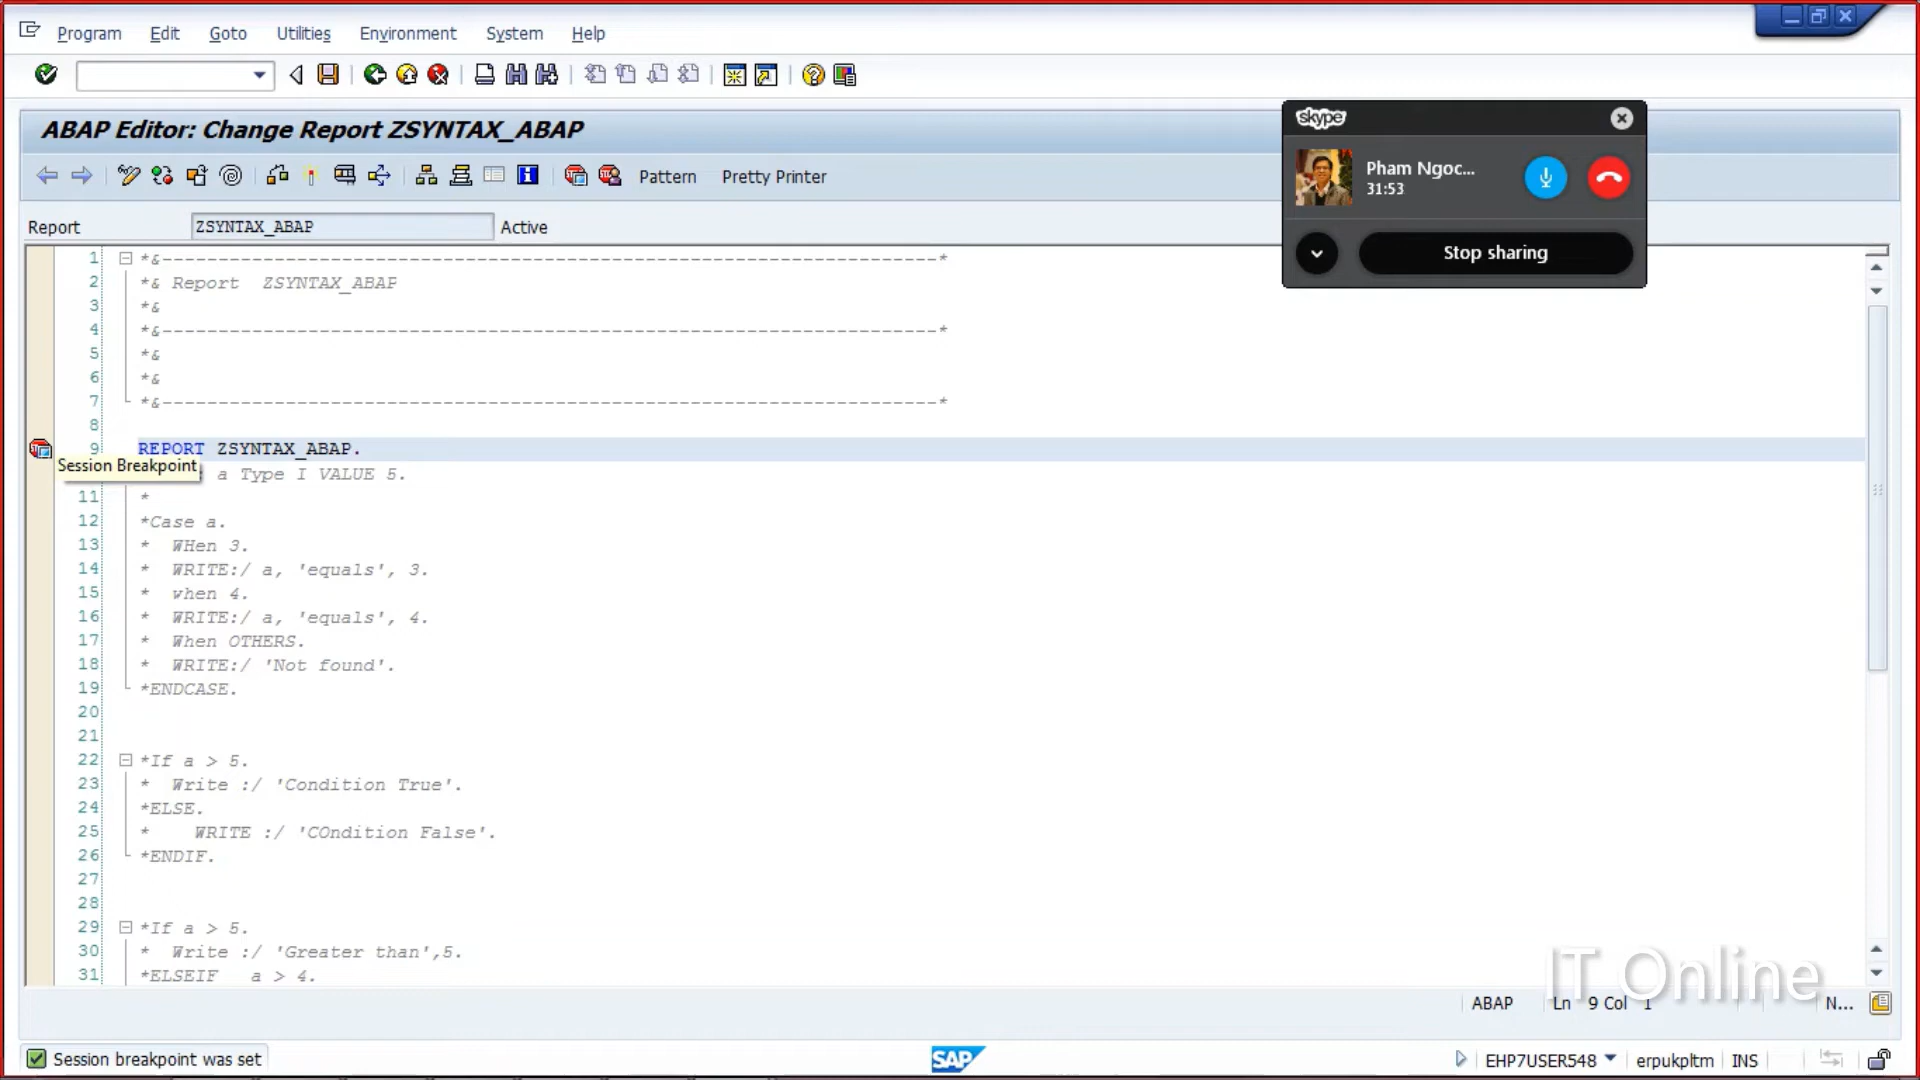 Program Edit Goto Utilities Environment System Help
ABAP Editor: Change Report ZSYNTAX_ABAP
skype
Pham Ngoc...
31:53
Stop sharing
Pattern Pretty Printer
Report ZSYNTAX_ABAP Active
1 *&---------------------------------------------------------------------*
2 *& Report  ZSYNTAX_ABAP
3 *&
4 *&---------------------------------------------------------------------*
5 *&
6 *&
7 *&---------------------------------------------------------------------*
8
9 REPORT ZSYNTAX_ABAP.
Session Breakpoint
a Type I VALUE 5.
11 *
12 *Case a.
13 *  WHen 3.
14 *  WRITE:/ a, 'equals', 3.
15 *  when 4.
16 *  WRITE:/ a, 'equals', 4.
17 *  When OTHERS.
18 *  WRITE:/ 'Not found'.
19 *ENDCASE.
20
21
22 *If a > 5.
23 *  Write :/ 'Condition True'.
24 *ELSE.
25 *    WRITE :/ 'COndition False'.
26 *ENDIF.
27
28
29 *If a > 5.
30 *  Write :/ 'Greater than',5.
31 *ELSEIF   a > 4.
IT Online
ABAP Ln 9 Col 1 N...
Session breakpoint was set
SAP
EHP7USER548 erpukpltm INS